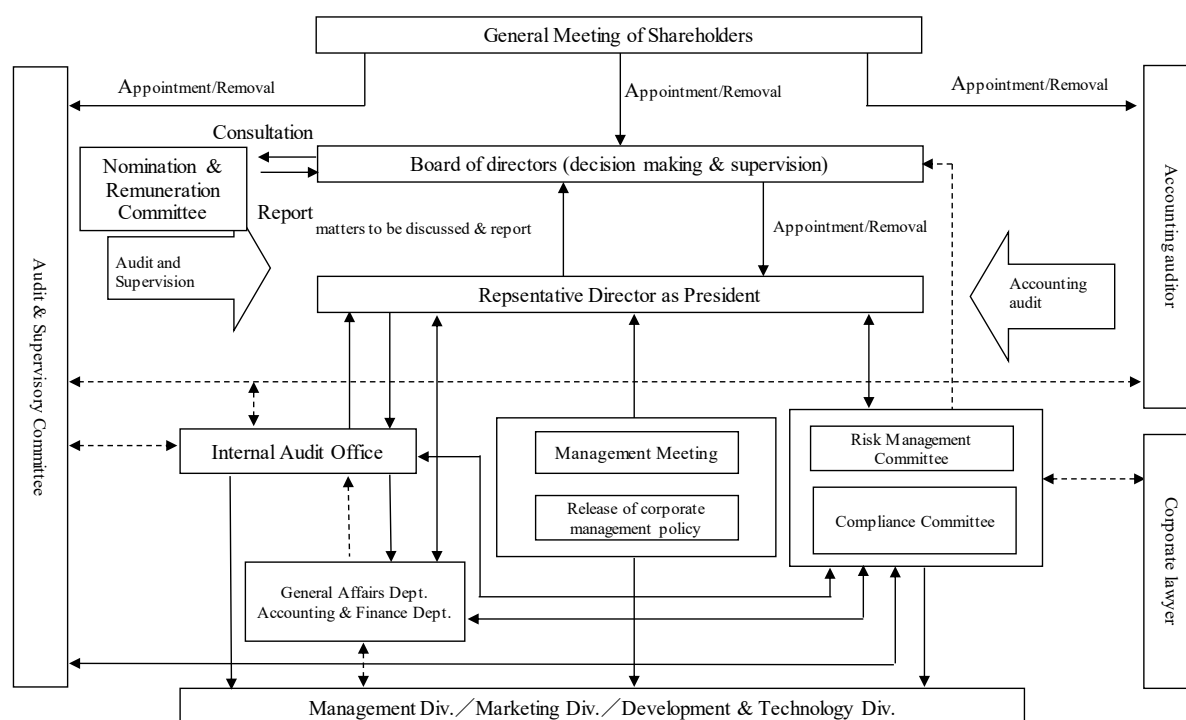 General Meeting of Shareholders
Appointment/Removal
Appointment/Removal
Appointment/Removal
Consultation
Board of directors (decision making & supervision)
Nomination &
Remuneration
Committee
Report
matters to be discussed & report
Appointment/Removal
Audit and
Supervision
Accounting
audit
Repsentative Director as President
Audit & Supervisory Committee
Accounting auditor
Internal Audit Office
Management Meeting
Release of corporate
management policy
Risk Management
Committee
Compliance Committee
Corporate lawyer
General Affairs Dept.
Accounting & Finance Dept.
Management Div.／Marketing Div.／Development & Technology Div.